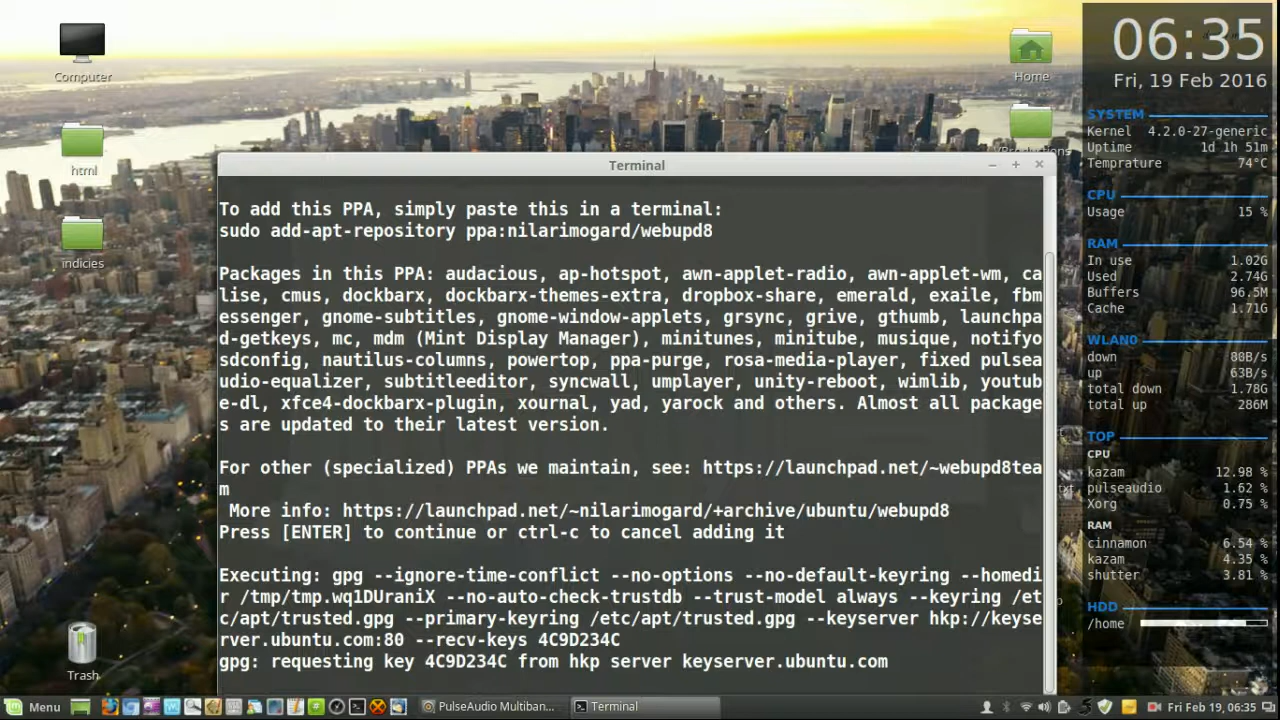 Computer
html
indicies
Trash
Home
Terminal
To add this PPA, simply paste this in a terminal:
sudo add-apt-repository ppa:nilarimogard/webupd8
Packages in this PPA: audacious, ap-hotspot, awn-applet-radio, awn-applet-wm, ca
lise, cmus, dockbarx, dockbarx-themes-extra, dropbox-share, emerald, exaile, fbm
essenger, gnome-subtitles, gnome-window-applets, grsync, grive, gthumb, launchpa
d-getkeys, mc, mdm (Mint Display Manager), minitunes, minitube, musique, notifyo
sdconfig, nautilus-columns, powertop, ppa-purge, rosa-media-player, fixed pulsea
udio-equalizer, subtitleeditor, syncwall, umplayer, unity-reboot, wimlib, youtub
e-dl, xfce4-dockbarx-plugin, xournal, yad, yarock and others. Almost all package
s are updated to their latest version.
For other (specialized) PPAs we maintain, see: https://launchpad.net/~webupd8tea
m
More info: https://launchpad.net/~nilarimogard/+archive/ubuntu/webupd8
Press [ENTER] to continue or ctrl-c to cancel adding it
Executing: gpg --ignore-time-conflict --no-options --no-default-keyring --homedi
r /tmp/tmp.wq1DUraniX --no-auto-check-trustdb --trust-model always --keyring /et
c/apt/trusted.gpg --primary-keyring /etc/apt/trusted.gpg --keyserver hkp://keyse
rver.ubuntu.com:80 --recv-keys 4C9D234C
gpg: requesting key 4C9D234C from hkp server keyserver.ubuntu.com
06:35
Fri, 19 Feb 2016
SYSTEM
Kernel 4.2.0-27-generic
Uptime 1d 1h 51m
Temprature 74°C
CPU
Usage 15 %
RAM
In use 1.02G
Used 2.74G
Buffers 96.5M
Cache 1.71G
WLAN0
down 80B/s
up 63B/s
total down 1.78G
total up 286M
TOP
CPU
kazam 12.98 %
pulseaudio 1.62 %
Xorg 0.75 %
RAM
cinnamon 6.54 %
kazam 4.35 %
shutter 3.81 %
HDD
/home
Menu
PulseAudio Multiban...
Terminal
Fri Feb 19, 06:35